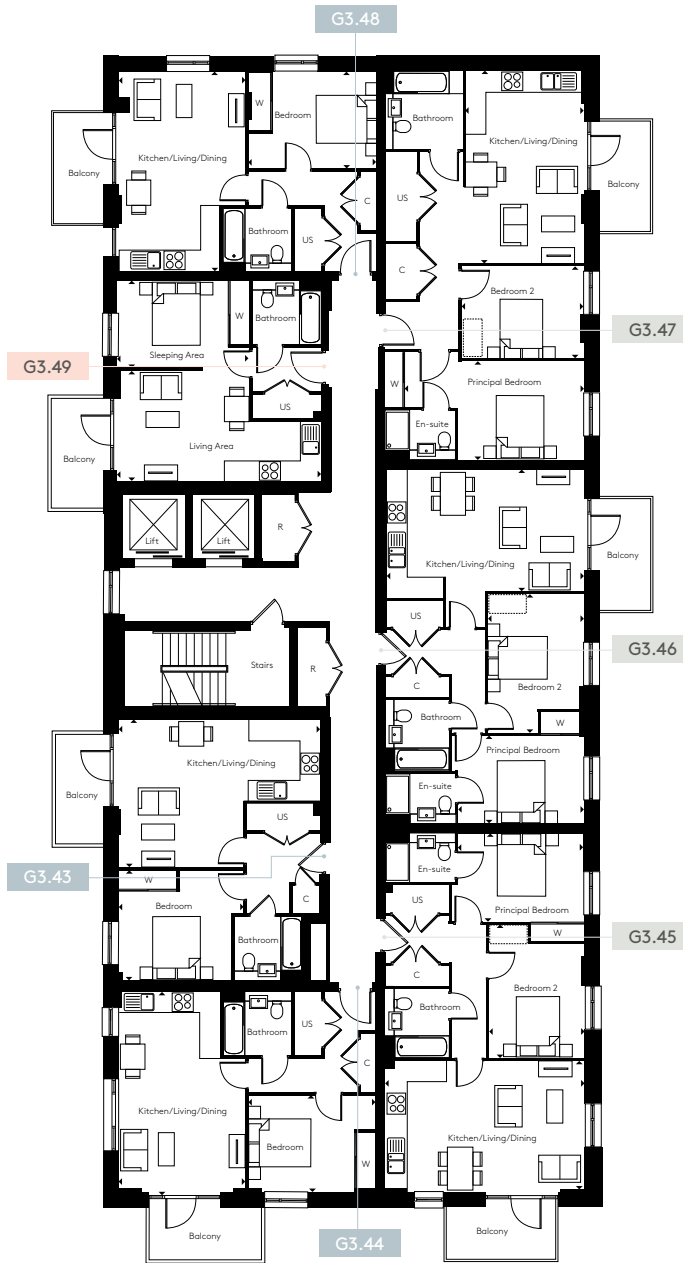 G3.48
W
Bedroom
Bathroom
Kitchen/Living/Dining
Kitchen/Living/Dining
Balcony
Balcony
C
US
Bathroom
US
C
Bedroom 2
W
Bathroom
G3.47
Sleeping Area
G3.49
Principal Bedroom
W
US
En-suite
Living Area
Balcony
R
Lift
Lift
Balcony
Kitchen/Living/Dining
US
G3.46
Stairs
R
C
Bedroom 2
Bathroom
W
Principal Bedroom
Kitchen/Living/Dining
En-suite
Balcony
US
En-suite
G3.43
W
C
US
Bedroom
Principal Bedroom
W
G3.45
Bathroom
C
Bedroom 2
Bathroom
US
Bathroom
C
Kitchen/Living/Dining
Kitchen/Living/Dining
Bedroom
W
Balcony
Balcony
G3.44